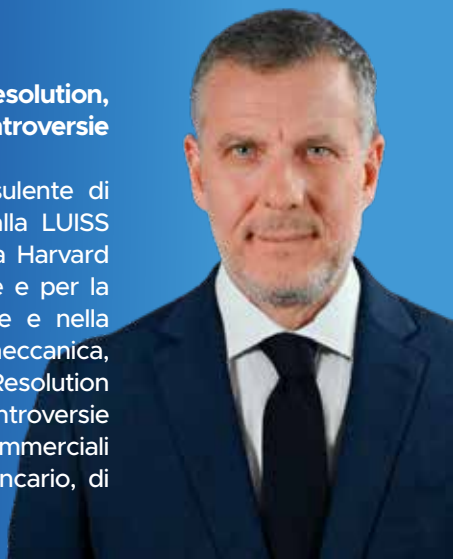 esolution,
ntroversie
sulente di
alla LUISS
a Harvard
e e per la
e e nella
neccanica,
Resolution
ntroversie
mmerciali
ncario, di